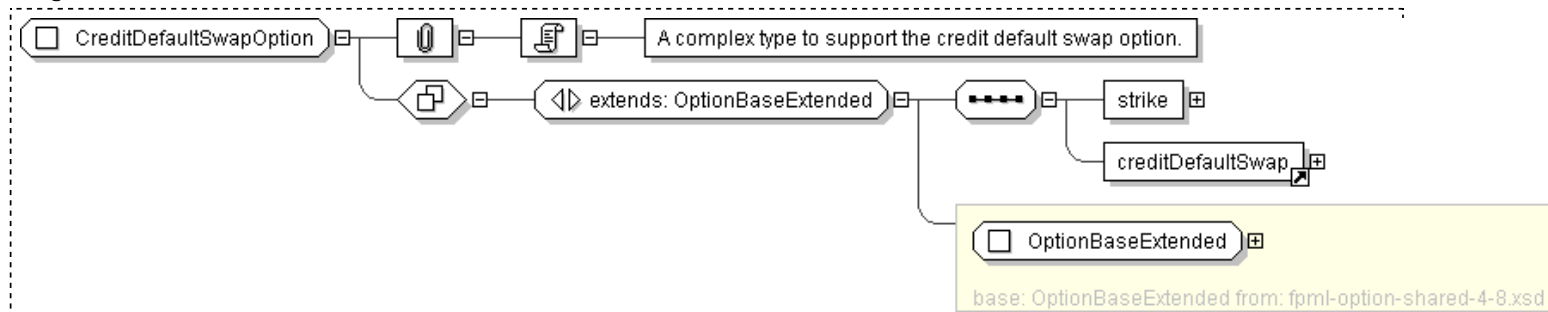 CreditDefaultSwapOption
A complex type to support the credit default swap option.
extends: OptionBaseExtended
strike
creditDefaultSwap
OptionBaseExtended
base: OptionBaseExtended from: fpml-option-shared-4-8.xsd